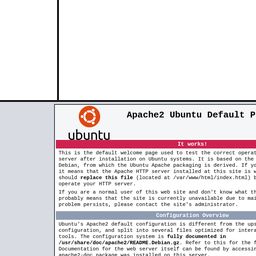 Apache2 Ubuntu Default P
ubuntu
It works!
This is the default welcome page used to test the correct operat
server after installation on Ubuntu systems. It is based on the
Debian, from which the Ubuntu Apache packaging is derived. If yo
it means that the Apache HTTP server installed at this site is w
should replace this file (located at /var/www/html/index.html) b
operate your HTTP server.
If you are a normal user of this web site and don't know what th
probably means that the site is currently unavailable due to mai
problem persists, please contact the site's administrator.
Configuration Overview
Ubuntu's Apache2 default configuration is different from the ups
configuration, and split into several files optimized for intera
tools. The configuration system is fully documented in
/usr/share/doc/apache2/README.Debian.gz. Refer to this for the f
Documentation for the web server itself can be found by accessin
apache2-doc package was installed on this server.